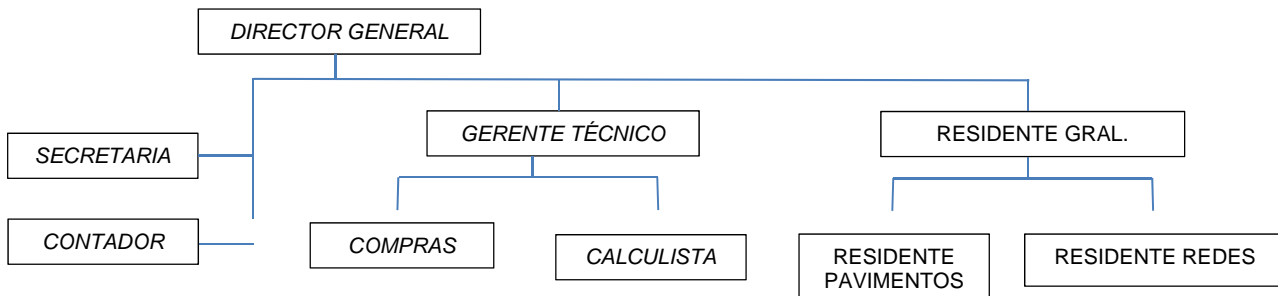 DIRECTOR GENERAL
GERENTE TÉCNICO
RESIDENTE GRAL.
SECRETARIA
CONTADOR
COMPRAS
CALCULISTA
RESIDENTE
PAVIMENTOS
RESIDENTE REDES